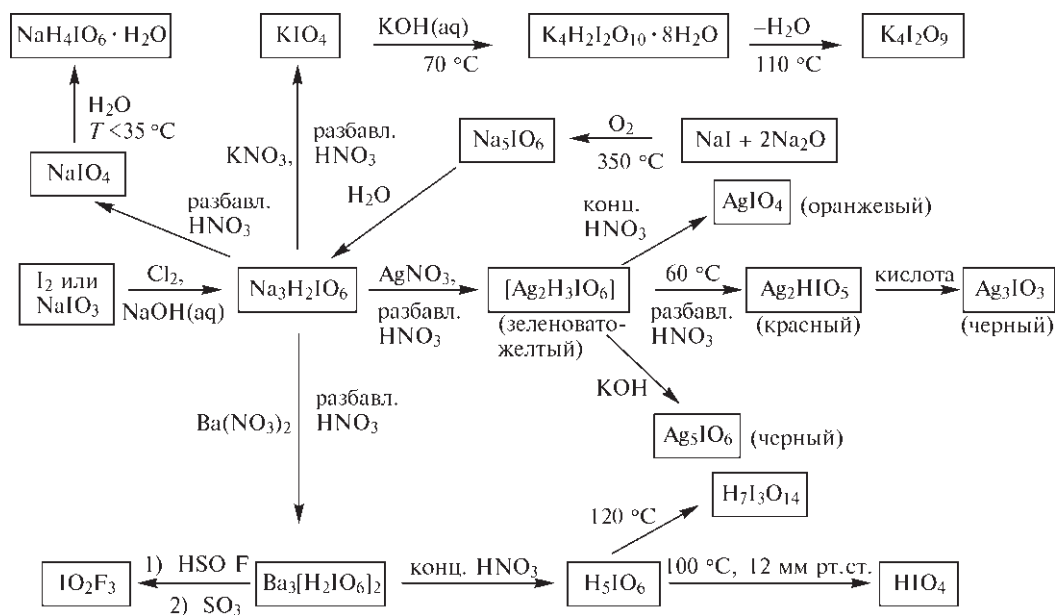 NaH₄IO₆ · H₂O
KIO₄
KOH(aq)
70 °C
K₄H₂I₂O₁₀ · 8H₂O
–H₂O
110 °C
K₄I₂O₉
H₂O
T <35 °C
KNO₃,
разбавл.
HNO₃
Na₅IO₆
O₂
350 °C
NaI + 2Na₂O
NaIO₄
разбавл.
HNO₃
H₂O
конц.
HNO₃
AgIO₄ (оранжевый)
I₂ или
NaIO₃
Cl₂,
NaOH(aq)
Na₃H₂IO₆
AgNO₃,
разбавл.
HNO₃
[Ag₂H₃IO₆]
(зеленовато-
желтый)
60 °C
разбавл.
HNO₃
Ag₂HIO₅
(красный)
кислота
Ag₃IO₃
(черный)
KOH
Ag₅IO₆ (черный)
Ba(NO₃)₂
разбавл.
HNO₃
H₇I₃O₁₄
120 °C
IO₂F₃
1) HSO F
2) SO₃
Ba₃[H₂IO₆]₂
конц. HNO₃
H₅IO₆
100 °C, 12 мм рт.ст.
HIO₄